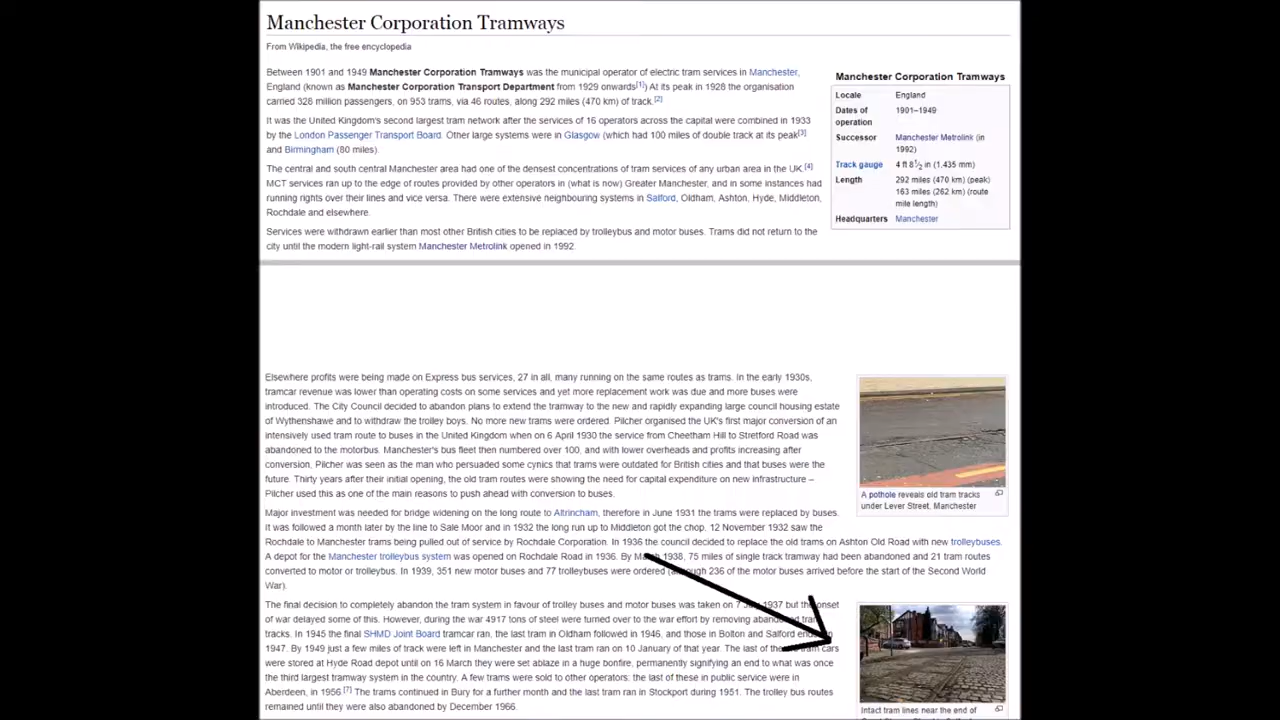 Manchester Corporation Tramways
From Wikipedia, the free encyclopedia
Between 1901 and 1949 Manchester Corporation Tramways was the municipal operator of electric tram services in Manchester,
England (known as Manchester Corporation Transport Department from 1929 onwards[1]) At its peak in 1928 the organisation
carried 328 million passengers, on 953 trams, via 46 routes, along 292 miles (470 km) of track.[2]
It was the United Kingdom's second largest tram network after the services of 16 operators across the capital were combined in 1933
by the London Passenger Transport Board. Other large systems were in Glasgow (which had 100 miles of double track at its peak[3]
and Birmingham (80 miles).
The central and south central Manchester area had one of the densest concentrations of tram services of any urban area in the UK.[4]
MCT services ran up to the edge of routes provided by other operators in (what is now) Greater Manchester, and in some instances had
running rights over their lines and vice versa. There were extensive neighbouring systems in Salford, Oldham, Ashton, Hyde, Middleton,
Rochdale and elsewhere.
Services were withdrawn earlier than most other British cities to be replaced by trolleybus and motor buses. Trams did not return to the
city until the modern light-rail system Manchester Metrolink opened in 1992.
Manchester Corporation Tramways
Locale England
Dates of operation 1901–1949
Successor Manchester Metrolink (in
1992)
Track gauge 4 ft 8 1/2 in (1,435 mm)
Length 292 miles (470 km) (peak)
163 miles (262 km) (route
mile length)
Headquarters Manchester
Elsewhere profits were being made on Express bus services, 27 in all, many running on the same routes as trams. In the early 1930s,
tramcar revenue was lower than operating costs on some services and yet more replacement work was due and more buses were
introduced. The City Council decided to abandon plans to extend the tramway to the new and rapidly expanding large council housing estate
of Wythenshawe and to withdraw the trolley boys. No more new trams were ordered. Pilcher organised the UK's first major conversion of an
intensively used tram route to buses in the United Kingdom when on 6 April 1930 the service from Cheetham Hill to Stretford Road was
abandoned to the motorbus. Manchester's bus fleet then numbered over 100, and with lower overheads and profits increasing after
conversion, Pilcher was seen as the man who persuaded some cynics that trams were outdated for British cities and that buses were the
future. Thirty years after their initial opening, the old tram routes were showing the need for capital expenditure on new infrastructure –
Pilcher used this as one of the main reasons to push ahead with conversion to buses.
A pothole reveals old tram tracks
under Lever Street, Manchester
Major investment was needed for bridge widening on the long route to Altrincham, therefore in June 1931 the trams were replaced by buses.
It was followed a month later by the line to Sale Moor and in 1932 the long run up to Middleton got the chop. 12 November 1932 saw the
Rochdale to Manchester trams being pulled out of service by Rochdale Corporation. In 1936 the council decided to replace the old trams on Ashton Old Road with new trolleybuses.
A depot for the Manchester trolleybus system was opened on Rochdale Road in 1936. By March 1938, 75 miles of single track tramway had been abandoned and 21 tram routes
converted to motor or trolleybus. In 1939, 351 new motor buses and 77 trolleybuses were ordered (although 236 of the motor buses arrived before the start of the Second World
War).
The final decision to completely abandon the tram system in favour of trolley buses and motor buses was taken on 7 July 1937 but the onset
of war delayed some of this. However, during the war 4917 tons of steel were turned over to the war effort by removing abandoned tram
tracks. In 1945 the final SHMD Joint Board tramcar ran, the last tram in Oldham followed in 1946, and those in Bolton and Salford ended in
1947. By 1949 just a few miles of track were left in Manchester and the last tram ran on 10 January of that year. The last of the tram cars
were stored at Hyde Road depot until on 16 March they were set ablaze in a huge bonfire, permanently signifying an end to what was once
the third largest tramway system in the country. A few trams were sold to other operators: the last of these in public service were in
Aberdeen, in 1956.[7] The trams continued in Bury for a further month and the last tram ran in Stockport during 1951. The trolley bus routes
remained until they were also abandoned by December 1966.
Intact tram lines near the end of